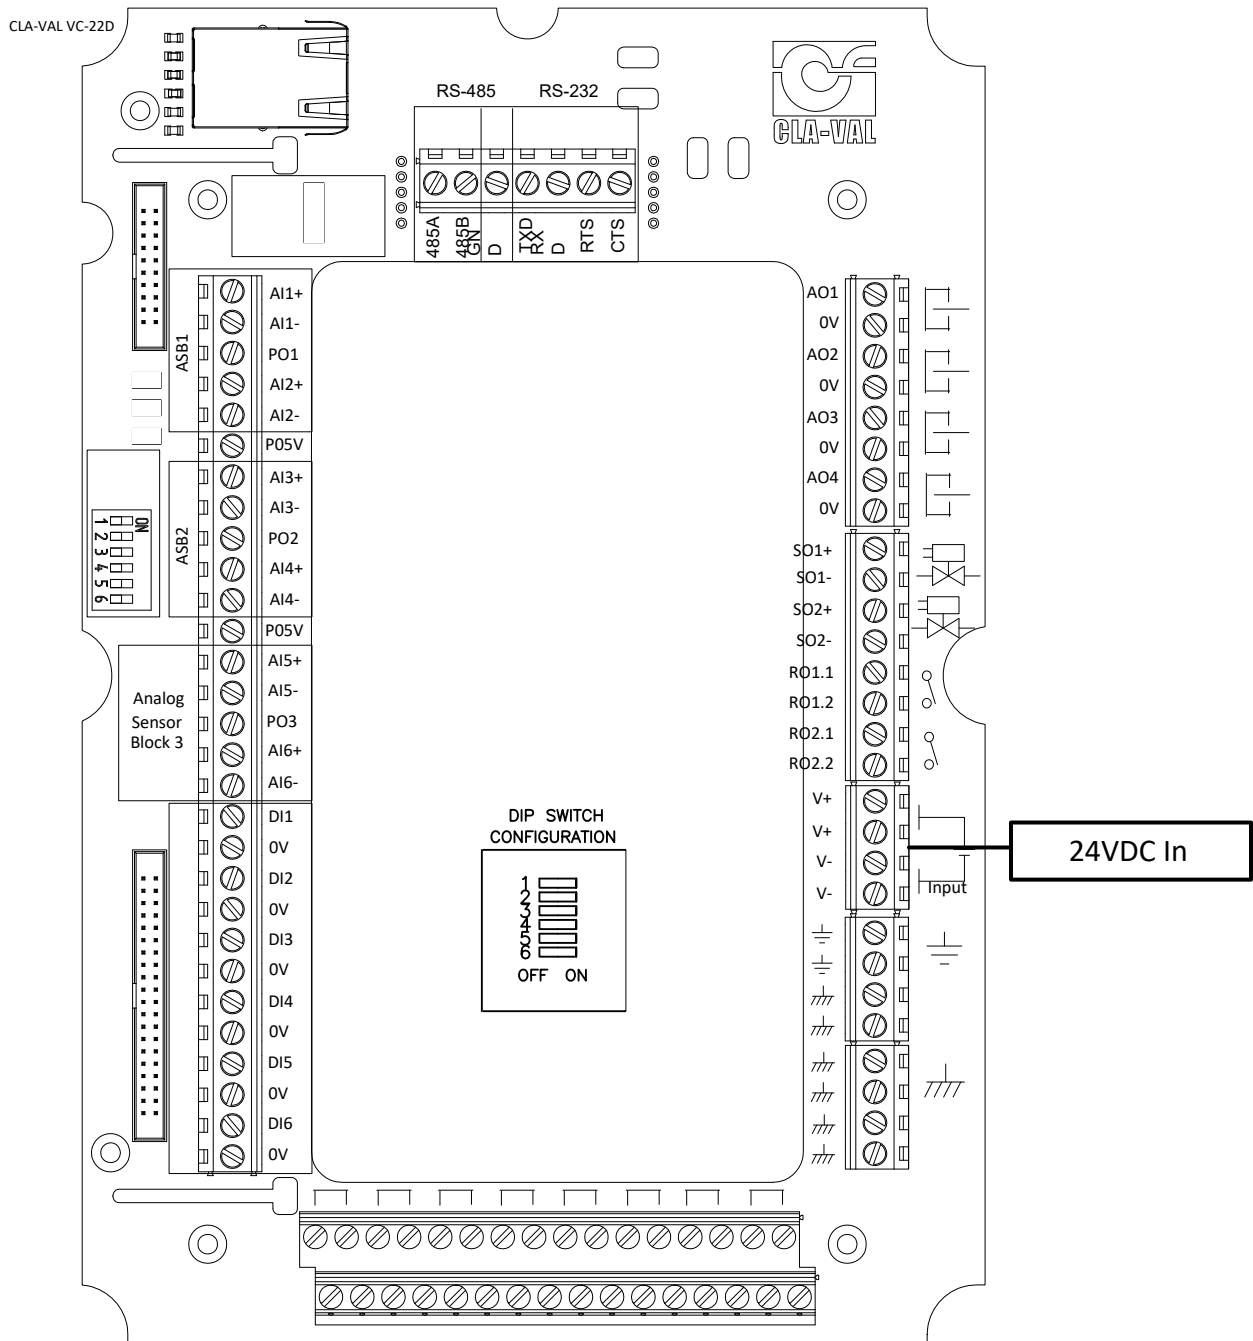 CLA-VAL VC-22D
CLA-VAL
RS-485 RS-232
485A
485B
GN
D
TXD
RX
D
RTS
CTS
ASB1
AI1+
AI1-
PO1
AI2+
AI2-
P05V
ON
1
2
3
4
5
6
ASB2
AI3+
AI3-
PO2
AI4+
AI4-
P05V
Analog
Sensor
Block 3
AI5+
AI5-
PO3
AI6+
AI6-
DI1
0V
DI2
0V
DI3
0V
DI4
0V
DI5
0V
DI6
0V
DIP SWITCH
CONFIGURATION
1
2
3
4
5
6
OFF ON
AO1
0V
AO2
0V
AO3
0V
AO4
0V
SO1+
SO1-
SO2+
SO2-
RO1.1
RO1.2
RO2.1
RO2.2
V+
V+
V-
V-
Input
24VDC In